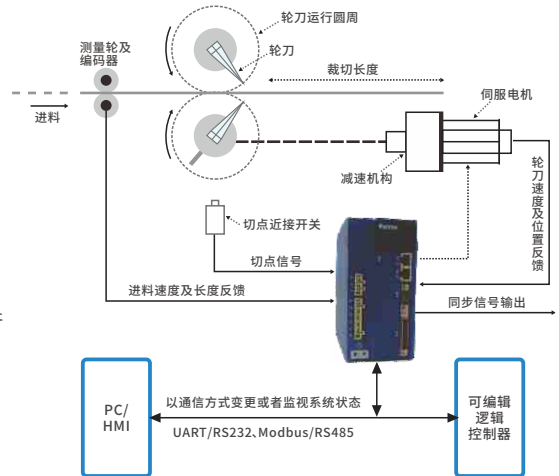 轮刀运行圆周
测量轮及
编码器
轮刀
裁切长度
伺服电机
进料
减速机构
轮刀速度及位置反馈
切点近接开关
切点信号
进料速度及长度反馈
同步信号输出
PC/
HMI
以通信方式变更或者监视系统状态
UART/RS232、Modbus/RS485
可编辑
逻辑
控制器